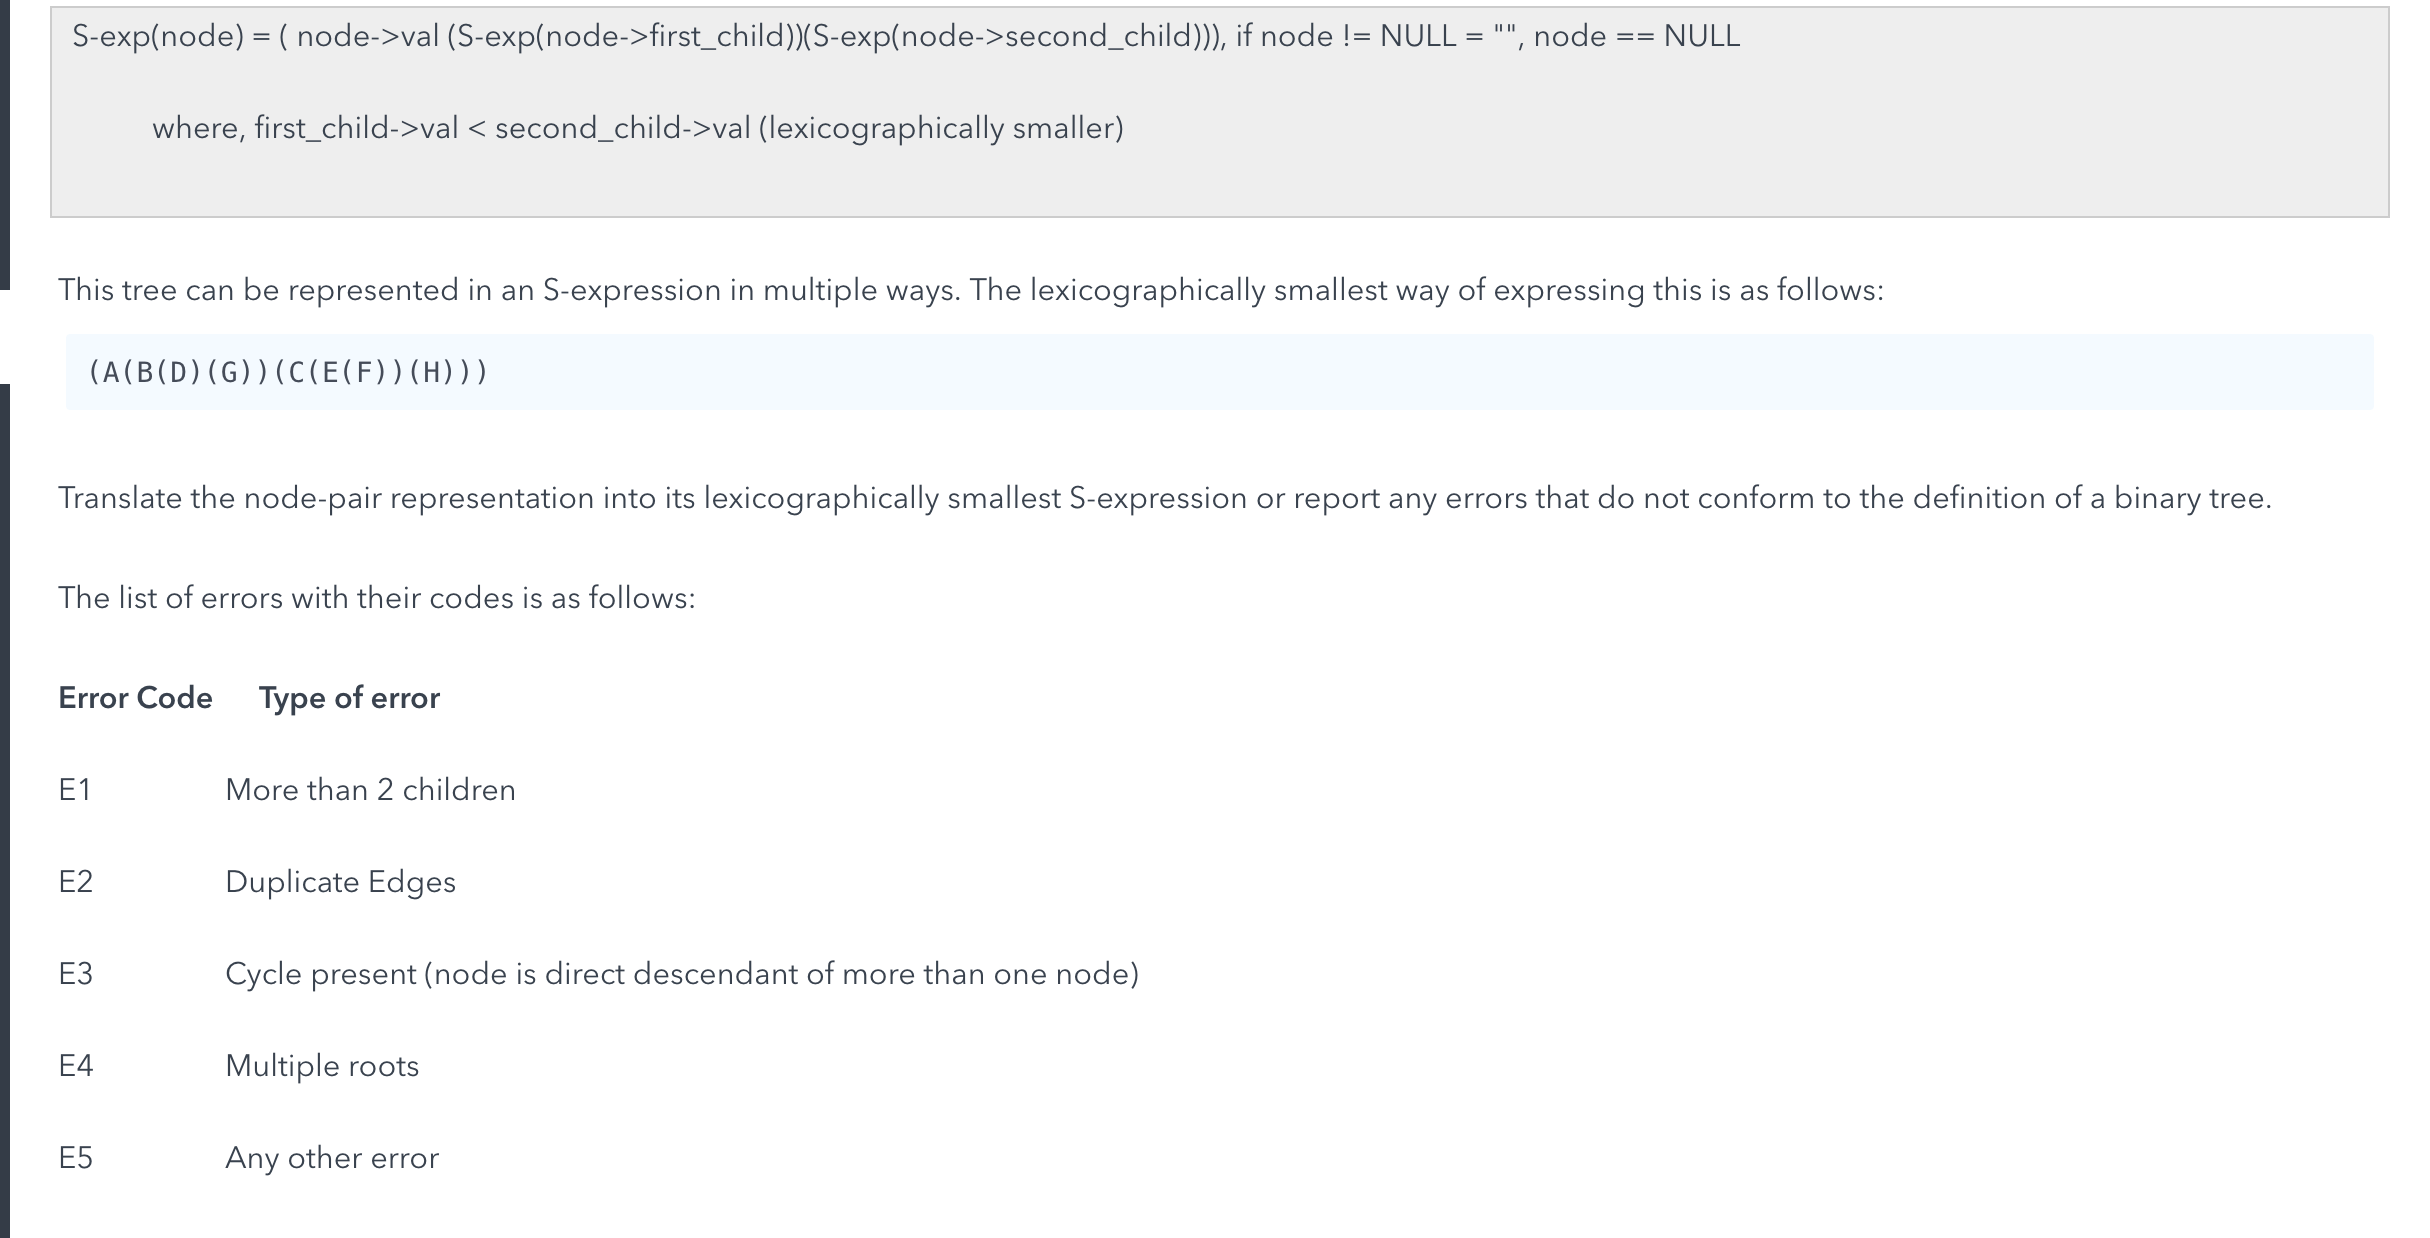 S-exp(node) = ( node->val (S-exp(node->first_child))(S-exp(node->second_child))), if node != NULL = "", node == NULL
where, first_child->val < second_child->val (lexicographically smaller)
This tree can be represented in an S-expression in multiple ways. The lexicographically smallest way of expressing this is as follows:
(A(B(D)(G))(C(E(F))(H)))
Translate the node-pair representation into its lexicographically smallest S-expression or report any errors that do not conform to the definition of a binary tree.
The list of errors with their codes is as follows:
Error Code Type of error
E1 More than 2 children
E2 Duplicate Edges
E3 Cycle present (node is direct descendant of more than one node)
E4 Multiple roots
E5 Any other error